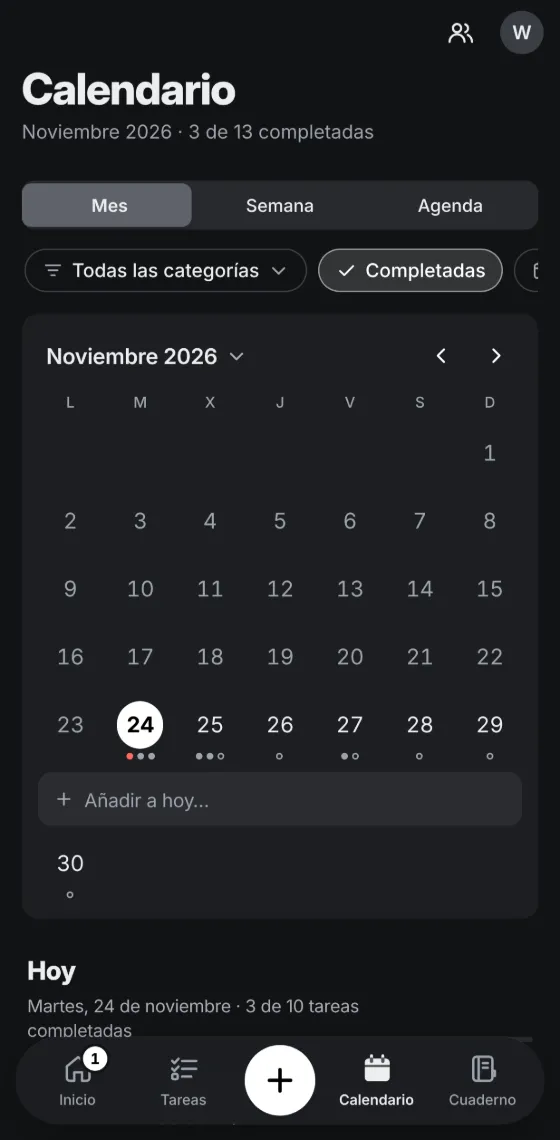 W
Calendario
Noviembre 2026 · 3 de 13 completadas
Mes Semana Agenda
Todas las categorías Completadas
Noviembre 2026
L M X J V S D
1
2 3 4 5 6 7 8
9 10 11 12 13 14 15
16 17 18 19 20 21 22
23 24 25 26 27 28 29
+ Añadir a hoy...
30
Hoy
Martes, 24 de noviembre · 3 de 10 tareas
completadas
1
Inicio Tareas Calendario Cuaderno